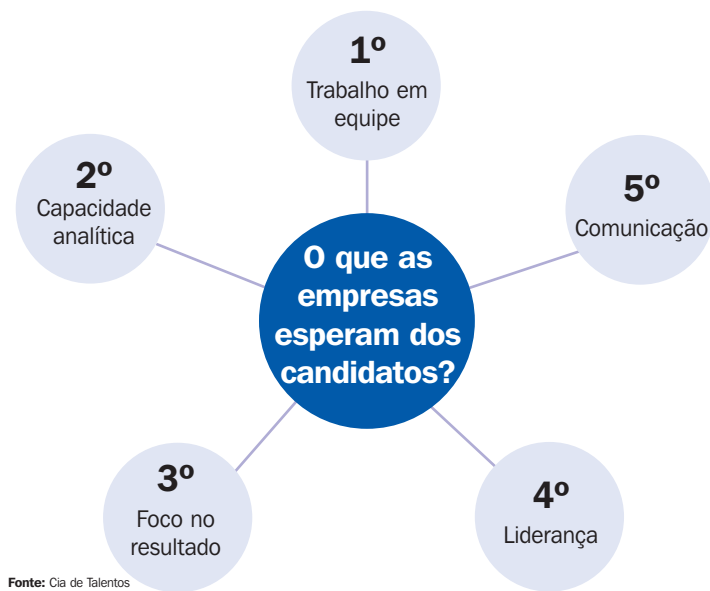 1º
Trabalho em
equipe
2º
Capacidade
analítica
5º
Comunicação
O que as
empresas
esperam dos
candidatos?
3º
Foco no
resultado
4º
Liderança
Fonte: Cia de Talentos